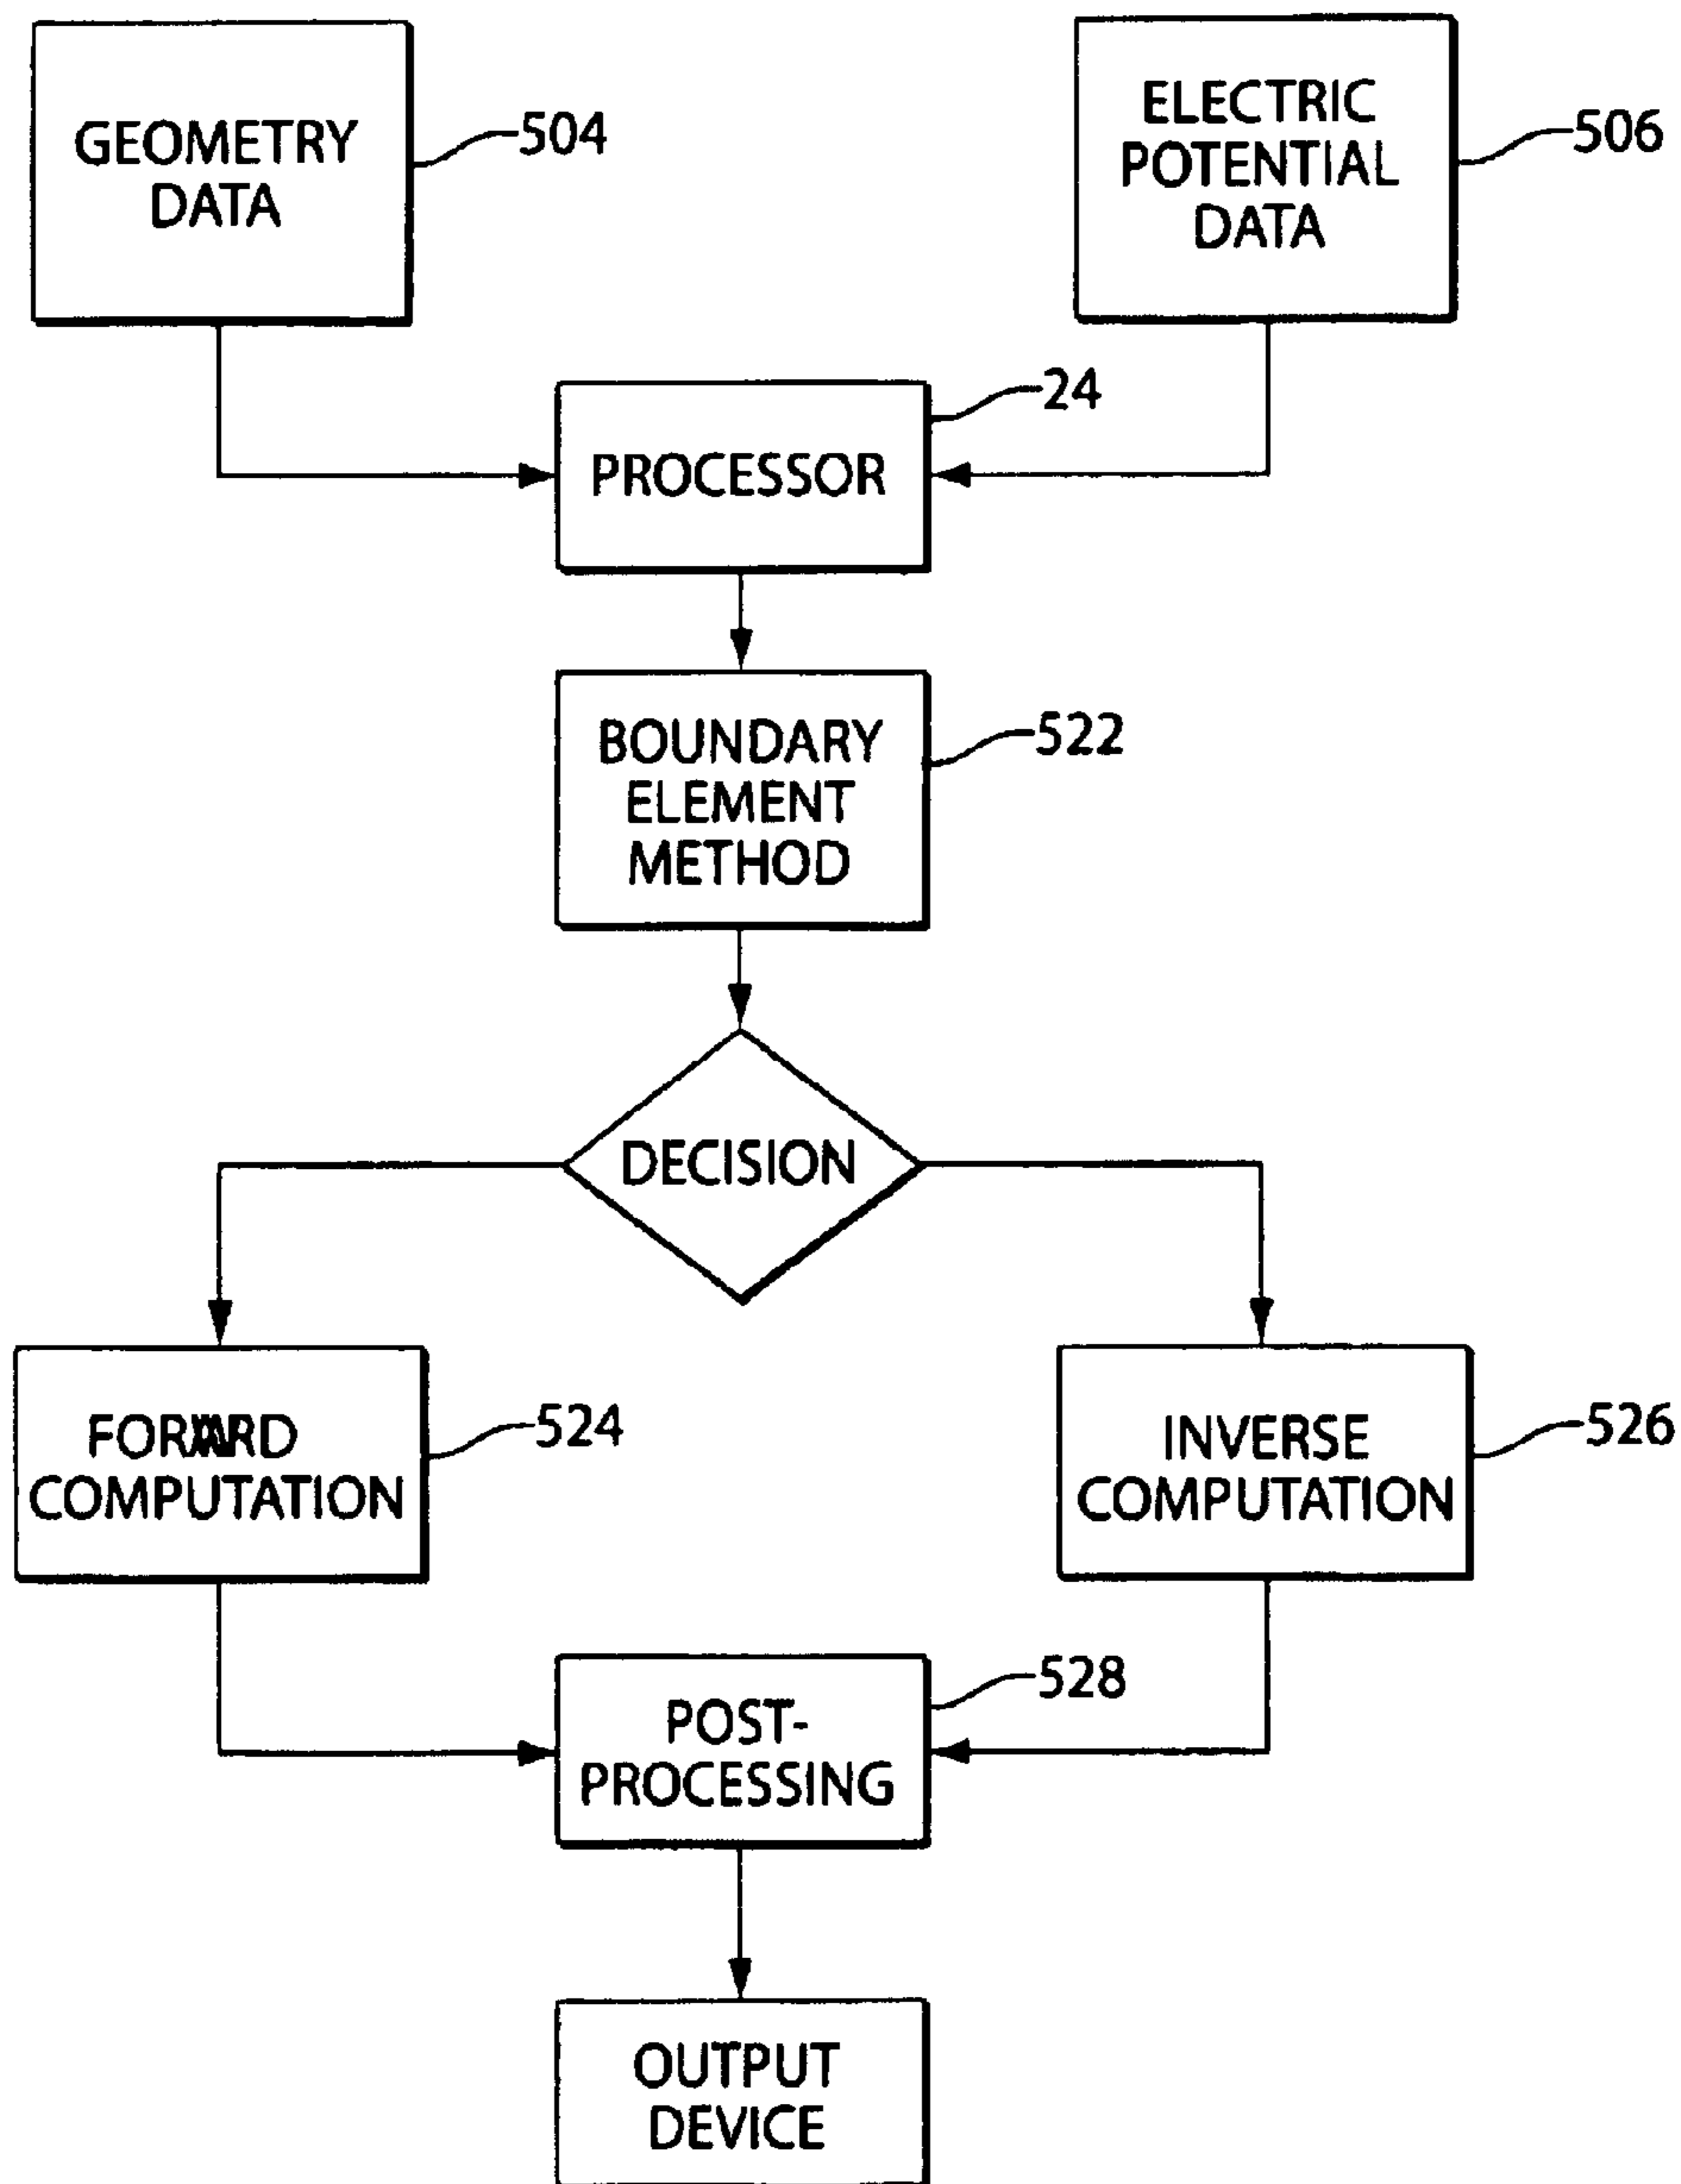 GEOMETRY
DATA
504
ELECTRIC
POTENTIAL
DATA
506
PROCESSOR
24
BOUNDARY
ELEMENT
METHOD
522
DECISION
FORWARD
COMPUTATION
524
INVERSE
COMPUTATION
526
POST-
PROCESSING
528
OUTPUT
DEVICE